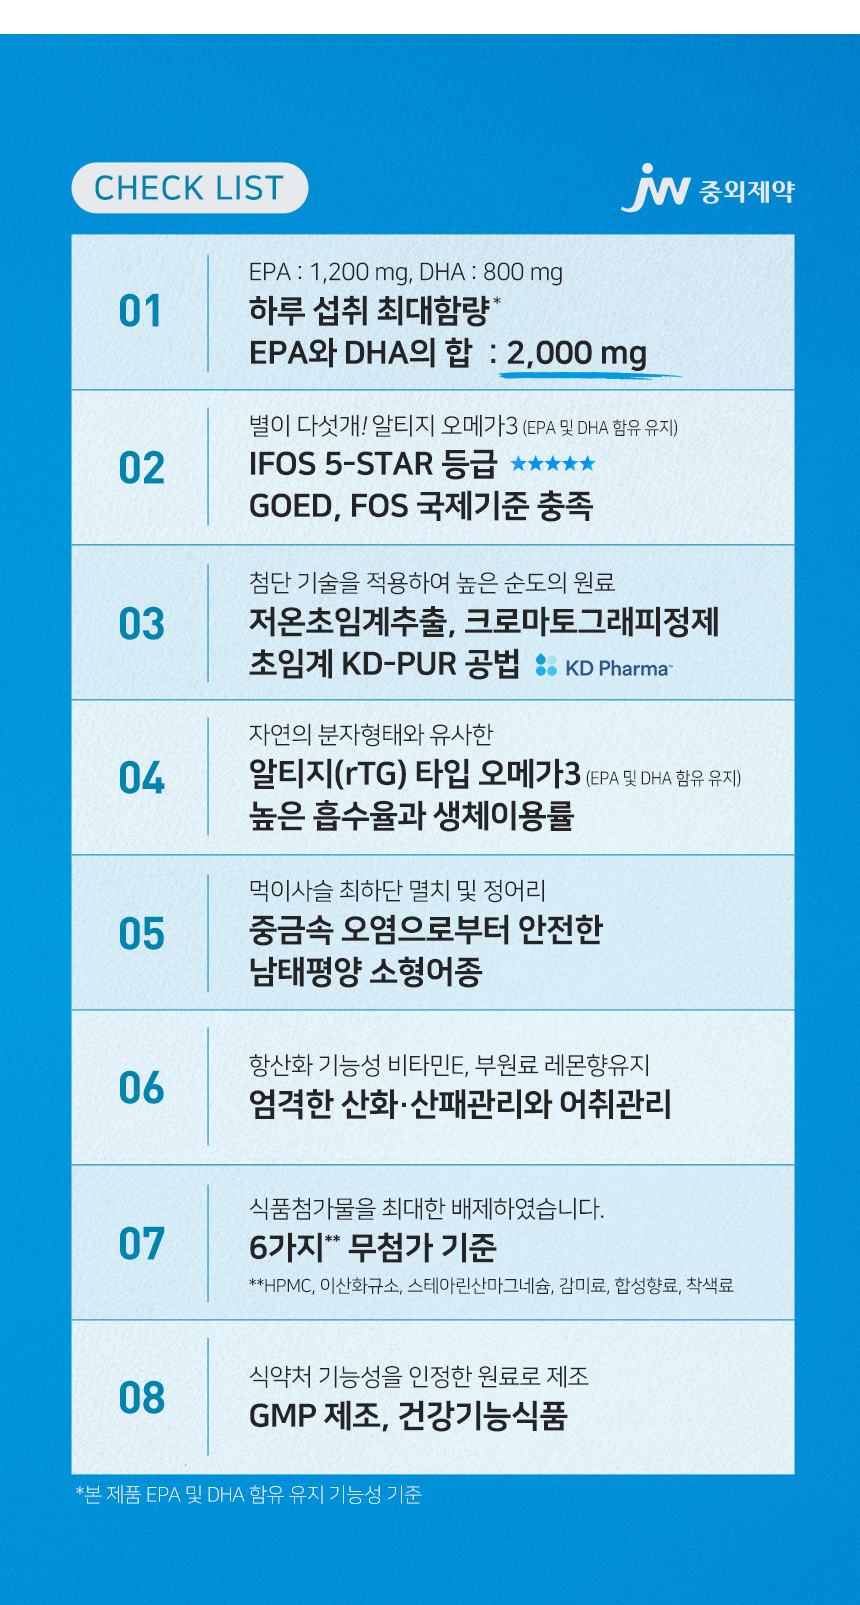 CHECK LIST
jw 중외제약
01
EPA : 1,200 mg, DHA : 800 mg
하루 섭취 최대함량*
EPA와 DHA의 합 : 2,000 mg
02
별이 다섯개! 알티지 오메가3 (EPA 및 DHA 함유 유지)
IFOS 5-STAR 등급 ★★★★★
GOED, FOS 국제기준 충족
03
첨단 기술을 적용하여 높은 순도의 원료
저온초임계추출, 크로마토그래피정제
초임계 KD-PUR 공법 KD Pharma™
04
자연의 분자형태와 유사한
알티지(rTG) 타입 오메가3 (EPA 및 DHA 함유 유지)
높은 흡수율과 생체이용률
05
먹이사슬 최하단 멸치 및 정어리
중금속 오염으로부터 안전한
남태평양 소형어종
06
항산화 기능성 비타민E, 부원료 레몬향유지
엄격한 산화·산패관리와 어취관리
07
식품첨가물을 최대한 배제하였습니다.
6가지** 무첨가 기준
**HPMC, 이산화규소, 스테아린산마그네슘, 감미료, 합성향료, 착색료
08
식약처 기능성을 인정한 원료로 제조
GMP 제조, 건강기능식품
*본 제품 EPA 및 DHA 함유 유지 기능성 기준